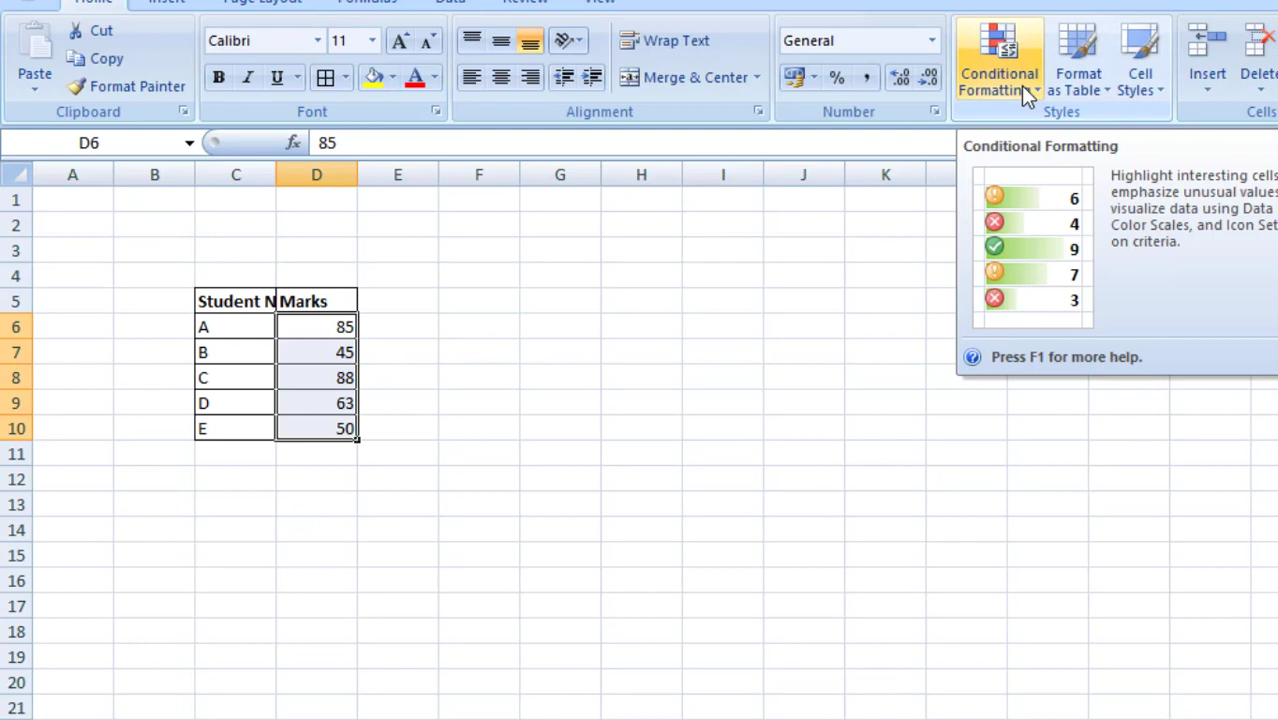 Home Insert Page Layout Formulas Data Review View
Cut
Copy
Format Painter
Paste
Clipboard
Calibri 11 A A
B I U A
Font
Wrap Text
Merge & Center
Alignment
General
% , .00 .0
Number
Conditional Formatting
Format as Table
Cell Styles
Styles
Insert
Delete
Cells
D6 fx 85
A B C D E F G H I J K
1
2
3
4
5 Student N Marks
6 A 85
7 B 45
8 C 88
9 D 63
10 E 50
11
12
13
14
15
16
17
18
19
20
21
Conditional Formatting
Highlight interesting cells
emphasize unusual values
visualize data using Data
Color Scales, and Icon Set
on criteria.
6
4
9
7
3
Press F1 for more help.